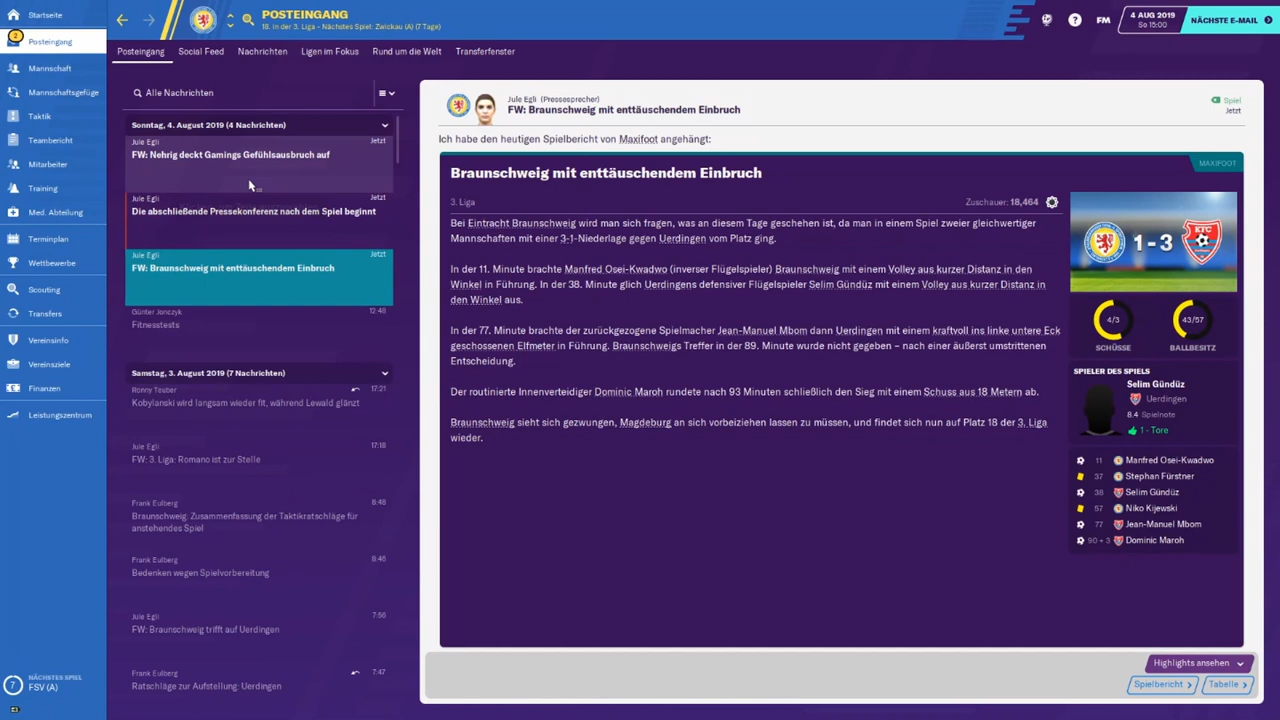 Startseite
2
Posteingang
Mannschaft
Mannschaftsgefüge
Taktik
Teambericht
Mitarbeiter
Training
Med. Abteilung
Terminplan
Wettbewerbe
Scouting
Transfers
Vereinsinfo
Vereinsziele
Finanzen
Leistungszentrum
7
NÄCHSTES SPIEL
FSV (A)
POSTEINGANG
18. in der 3. Liga - Nächstes Spiel: Zwickau (A) (7 Tage)
? FM
4 AUG 2019
So 15:00
NÄCHSTE E-MAIL
Posteingang Social Feed Nachrichten Ligen im Fokus Rund um die Welt Transferfenster
Alle Nachrichten
Sonntag, 4. August 2019 (4 Nachrichten)
Jule Egli Jetzt
FW: Nehrig deckt Gamings Gefühlsausbruch auf
Jule Egli Jetzt
Die abschließende Pressekonferenz nach dem Spiel beginnt
Jule Egli Jetzt
FW: Braunschweig mit enttäuschendem Einbruch
Günter Jonczyk 12:46
Fitnesstests
Samstag, 3. August 2019 (7 Nachrichten)
Ronny Teuber 17:21
Kobylanski wird langsam wieder fit, während Lewald glänzt
Jule Egli 17:18
FW: 3. Liga: Romano ist zur Stelle
Frank Eulberg 8:48
Braunschweig: Zusammenfassung der Taktikratschläge für
anstehendes Spiel
Frank Eulberg 8:46
Bedenken wegen Spielvorbereitung
Jule Egli 7:56
FW: Braunschweig trifft auf Uerdingen
Frank Eulberg 7:47
Ratschläge zur Aufstellung: Uerdingen
Jule Egli (Pressesprecher)
FW: Braunschweig mit enttäuschendem Einbruch
Spiel
Jetzt
Ich habe den heutigen Spielbericht von Maxifoot angehängt:
MAXIFOOT
Braunschweig mit enttäuschendem Einbruch
3. Liga Zuschauer: 18,464
Bei Eintracht Braunschweig wird man sich fragen, was an diesem Tage geschehen ist, da man in einem Spiel zweier gleichwertiger
Mannschaften mit einer 3-1-Niederlage gegen Uerdingen vom Platz ging.
In der 11. Minute brachte Manfred Osei-Kwadwo (inverser Flügelspieler) Braunschweig mit einem Volley aus kurzer Distanz in den
Winkel in Führung. In der 38. Minute glich Uerdingens defensiver Flügelspieler Selim Gündüz mit einem Volley aus kurzer Distanz in
den Winkel aus.
In der 77. Minute brachte der zurückgezogene Spielmacher Jean-Manuel Mbom dann Uerdingen mit einem kraftvoll ins linke untere Eck
geschossenen Elfmeter in Führung. Braunschweigs Treffer in der 89. Minute wurde nicht gegeben – nach einer äußerst umstrittenen
Entscheidung.
Der routinierte Innenverteidiger Dominic Maroh rundete nach 93 Minuten schließlich den Sieg mit einem Schuss aus 18 Metern ab.
Braunschweig sieht sich gezwungen, Magdeburg an sich vorbeiziehen lassen zu müssen, und findet sich nun auf Platz 18 der 3. Liga
wieder.
1 - 3
KFC
4/3 43/57
SCHÜSSE BALLBESITZ
SPIELER DES SPIELS
Selim Gündüz
Uerdingen
8.4 Spielnote
1 - Tore
11 Manfred Osei-Kwadwo
37 Stephan Fürstner
38 Selim Gündüz
57 Niko Kijewski
77 Jean-Manuel Mbom
90 + 3 Dominic Maroh
Highlights ansehen
Spielbericht Tabelle